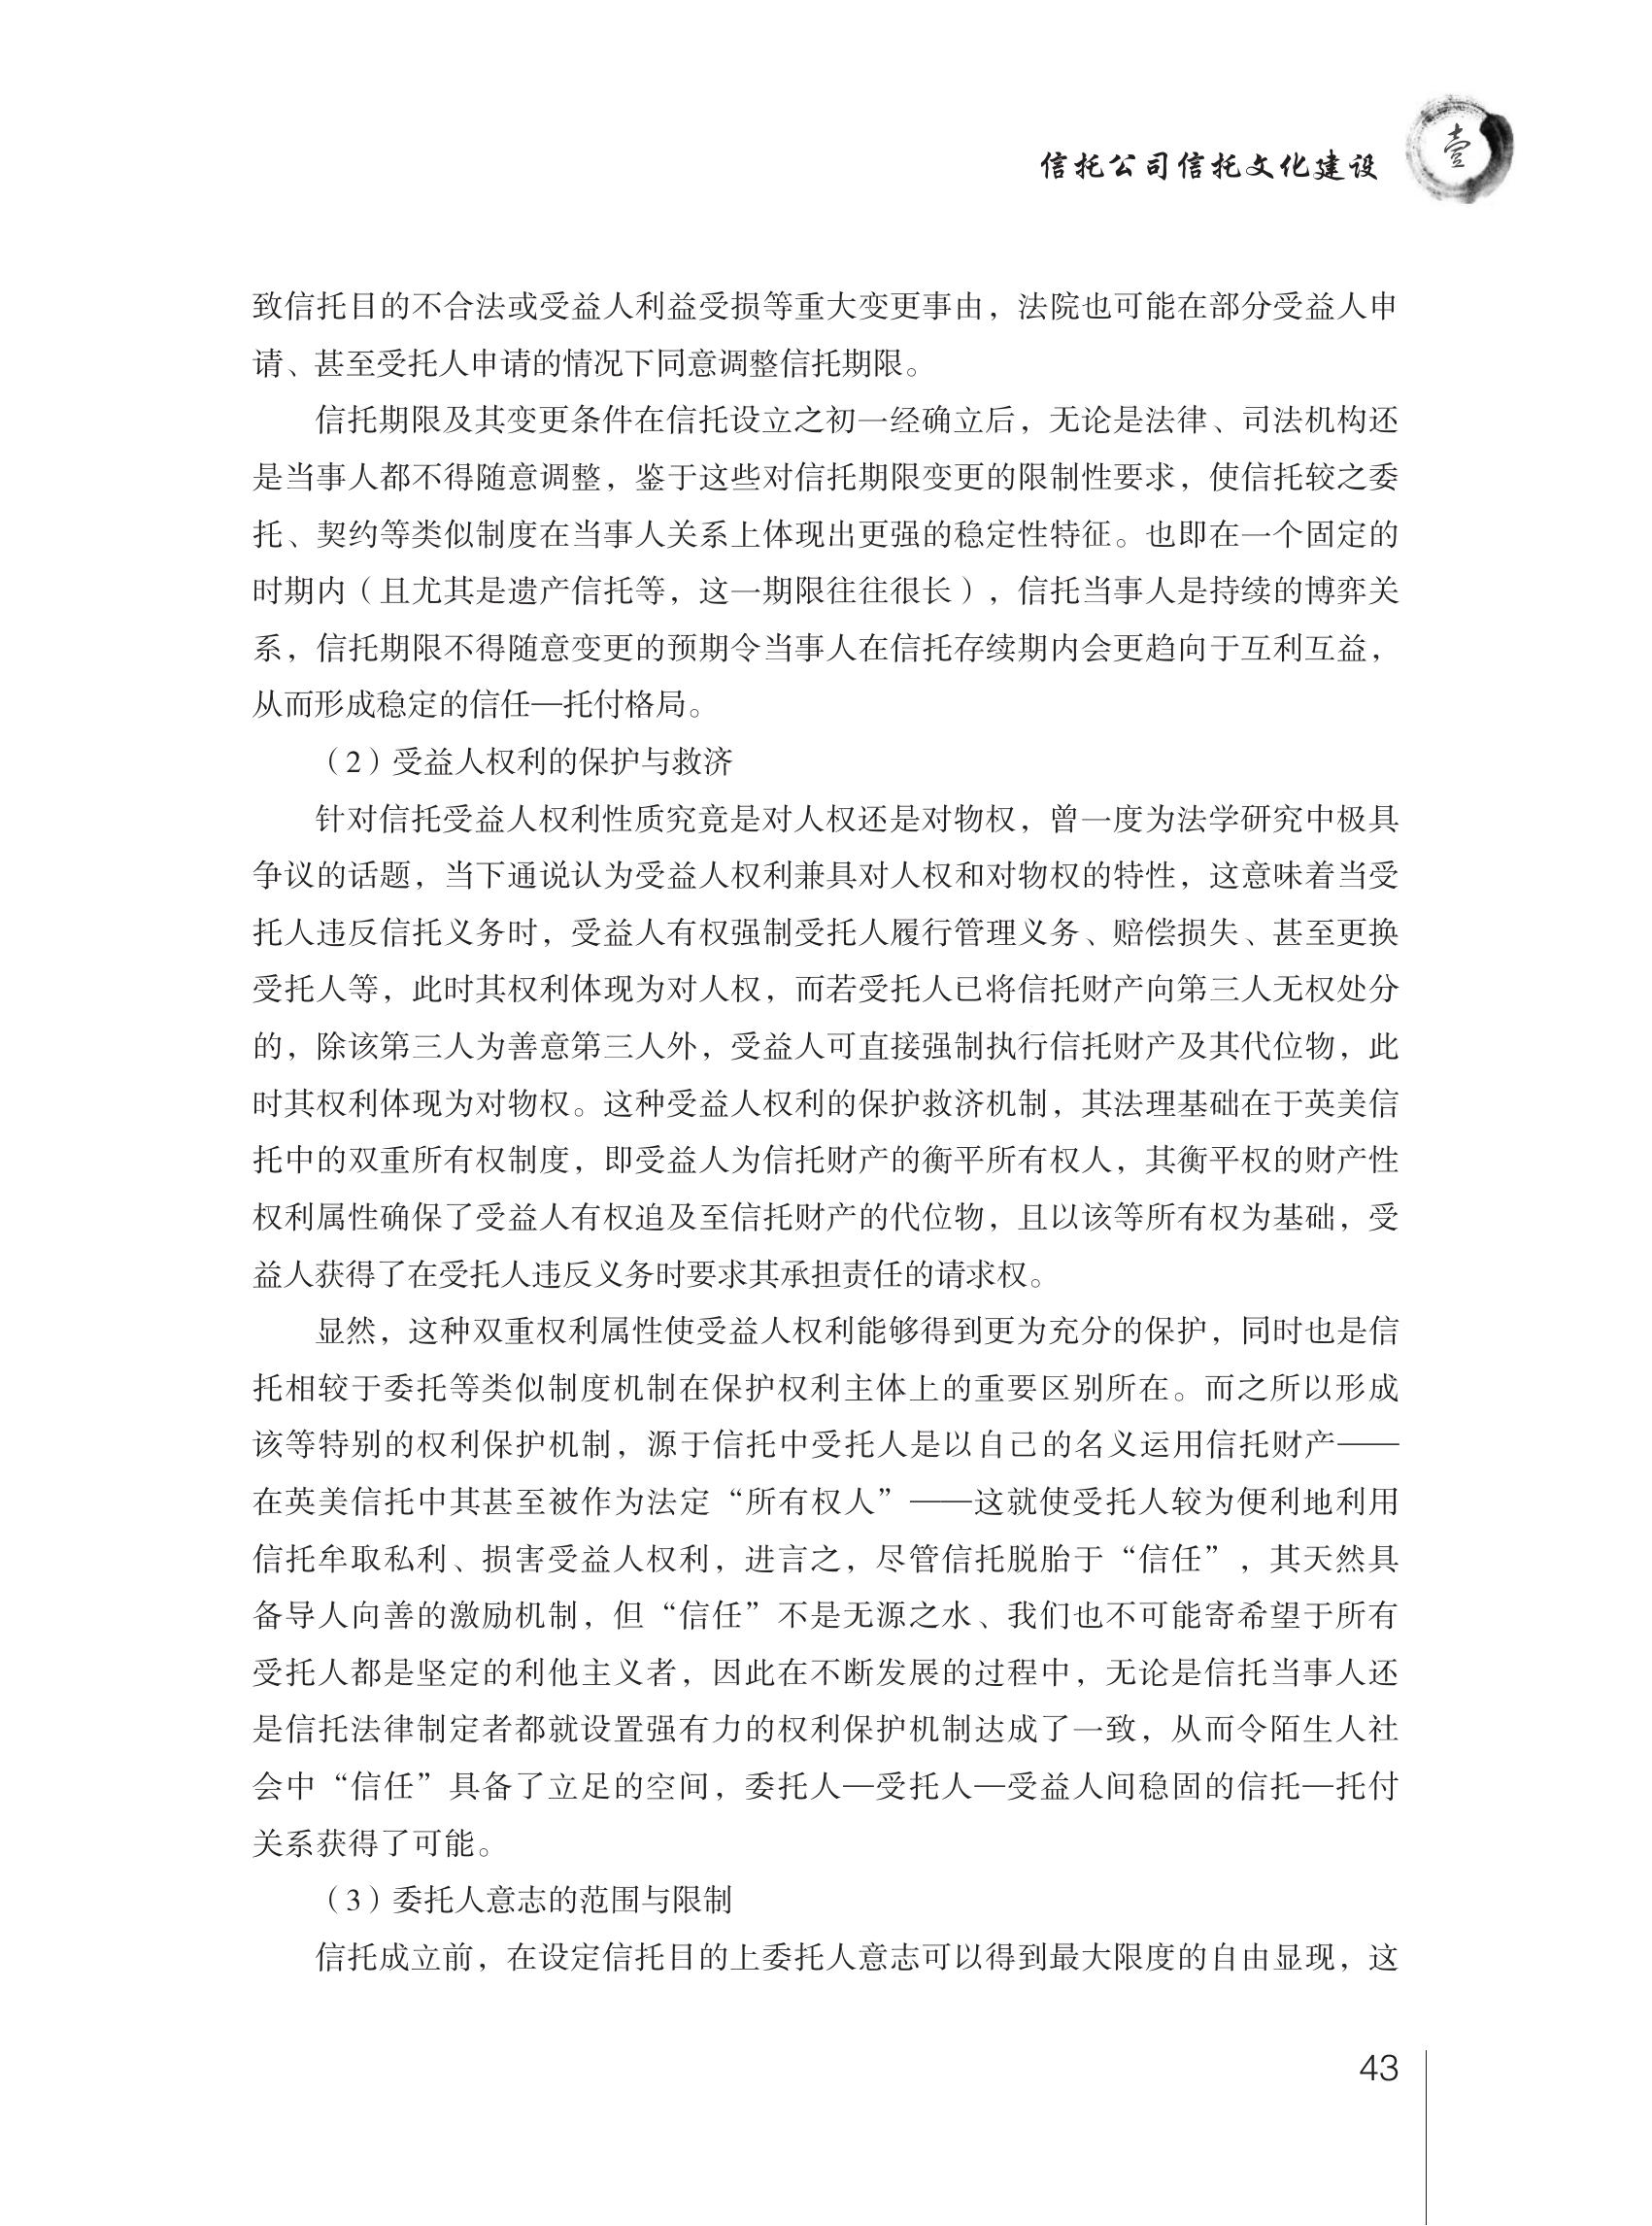 信托公司信托文化建设
壹
致信托目的不合法或受益人利益受损等重大变更事由，法院也可能在部分受益人申
请、甚至受托人申请的情况下同意调整信托期限。
信托期限及其变更条件在信托设立之初一经确立后，无论是法律、司法机构还
是当事人都不得随意调整，鉴于这些对信托期限变更的限制性要求，使信托较之委
托、契约等类似制度在当事人关系上体现出更强的稳定性特征。也即在一个固定的
时期内（且尤其是遗产信托等，这一期限往往很长），信托当事人是持续的博弈关
系，信托期限不得随意变更的预期令当事人在信托存续期内会更趋向于互利互益，
从而形成稳定的信任—托付格局。
（2）受益人权利的保护与救济
针对信托受益人权利性质究竟是对人权还是对物权，曾一度为法学研究中极具
争议的话题，当下通说认为受益人权利兼具对人权和对物权的特性，这意味着当受
托人违反信托义务时，受益人有权强制受托人履行管理义务、赔偿损失、甚至更换
受托人等，此时其权利体现为对人权，而若受托人已将信托财产向第三人无权处分
的，除该第三人为善意第三人外，受益人可直接强制执行信托财产及其代位物，此
时其权利体现为对物权。这种受益人权利的保护救济机制，其法理基础在于英美信
托中的双重所有权制度，即受益人为信托财产的衡平所有权人，其衡平权的财产性
权利属性确保了受益人有权追及至信托财产的代位物，且以该等所有权为基础，受
益人获得了在受托人违反义务时要求其承担责任的请求权。
显然，这种双重权利属性使受益人权利能够得到更为充分的保护，同时也是信
托相较于委托等类似制度机制在保护权利主体上的重要区别所在。而之所以形成
该等特别的权利保护机制，源于信托中受托人是以自己的名义运用信托财产——
在英美信托中其甚至被作为法定“所有权人”——这就使受托人较为便利地利用
信托牟取私利、损害受益人权利，进言之，尽管信托脱胎于“信任”，其天然具
备导人向善的激励机制，但“信任”不是无源之水、我们也不可能寄希望于所有
受托人都是坚定的利他主义者，因此在不断发展的过程中，无论是信托当事人还
是信托法律制定者都就设置强有力的权利保护机制达成了一致，从而令陌生人社
会中“信任”具备了立足的空间，委托人—受托人—受益人间稳固的信托—托付
关系获得了可能。
（3）委托人意志的范围与限制
信托成立前，在设定信托目的上委托人意志可以得到最大限度的自由显现，这
43